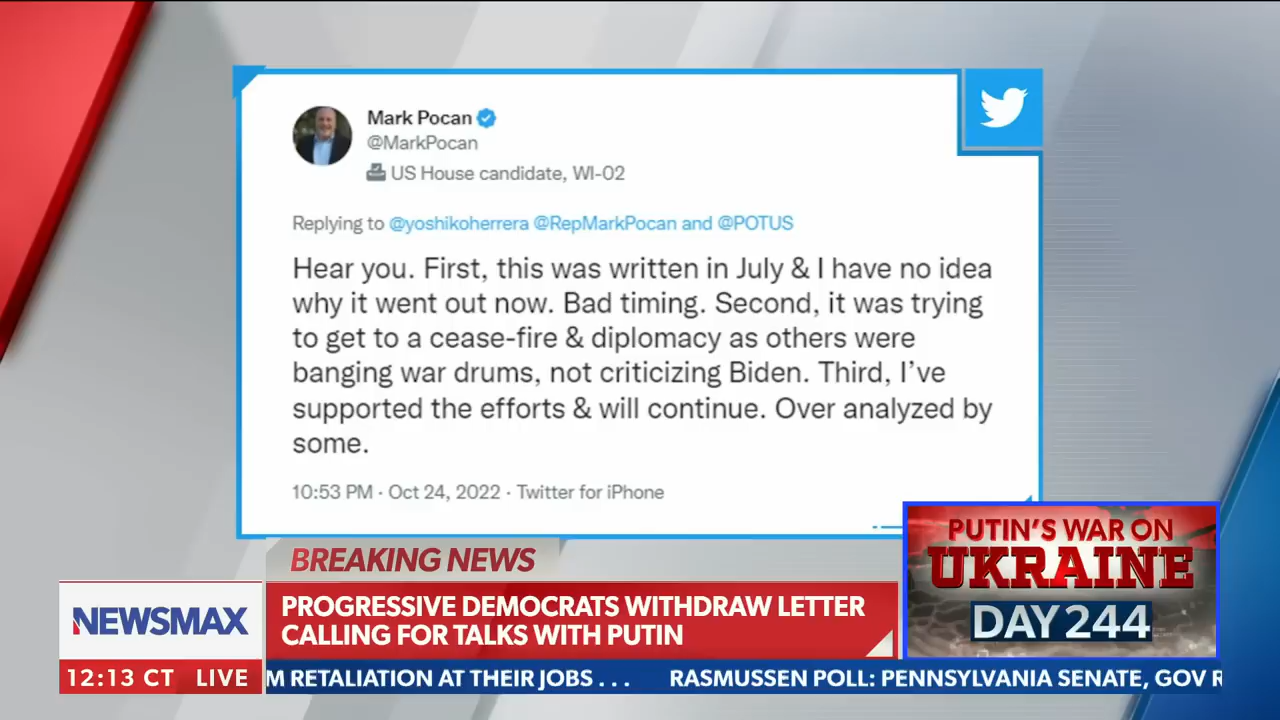 Mark Pocan
@MarkPocan
US House candidate, WI-02
Replying to @yoshikoherrera @RepMarkPocan and @POTUS
Hear you. First, this was written in July & I have no idea
why it went out now. Bad timing. Second, it was trying
to get to a cease-fire & diplomacy as others were
banging war drums, not criticizing Biden. Third, I've
supported the efforts & will continue. Over analyzed by
some.
10:53 PM · Oct 24, 2022 · Twitter for iPhone
BREAKING NEWS
PROGRESSIVE DEMOCRATS WITHDRAW LETTER
CALLING FOR TALKS WITH PUTIN
PUTIN'S WAR ON
UKRAINE
DAY 244
NEWSMAX
12:13 CT LIVE
M RETALIATION AT THEIR JOBS . . . RASMUSSEN POLL: PENNSYLVANIA SENATE, GOV R